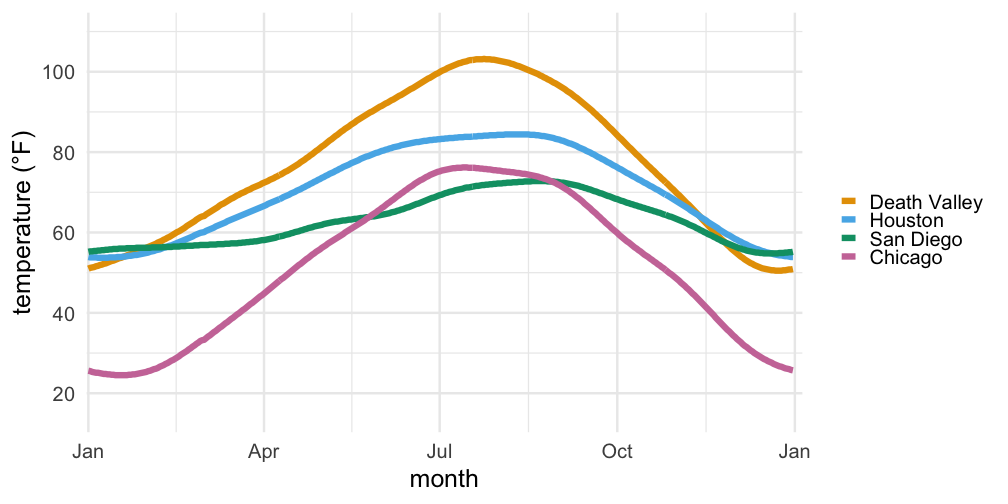 100
80
60
40
20
temperature (°F)
Jan Apr Jul Oct Jan
month
Death Valley
Houston
San Diego
Chicago